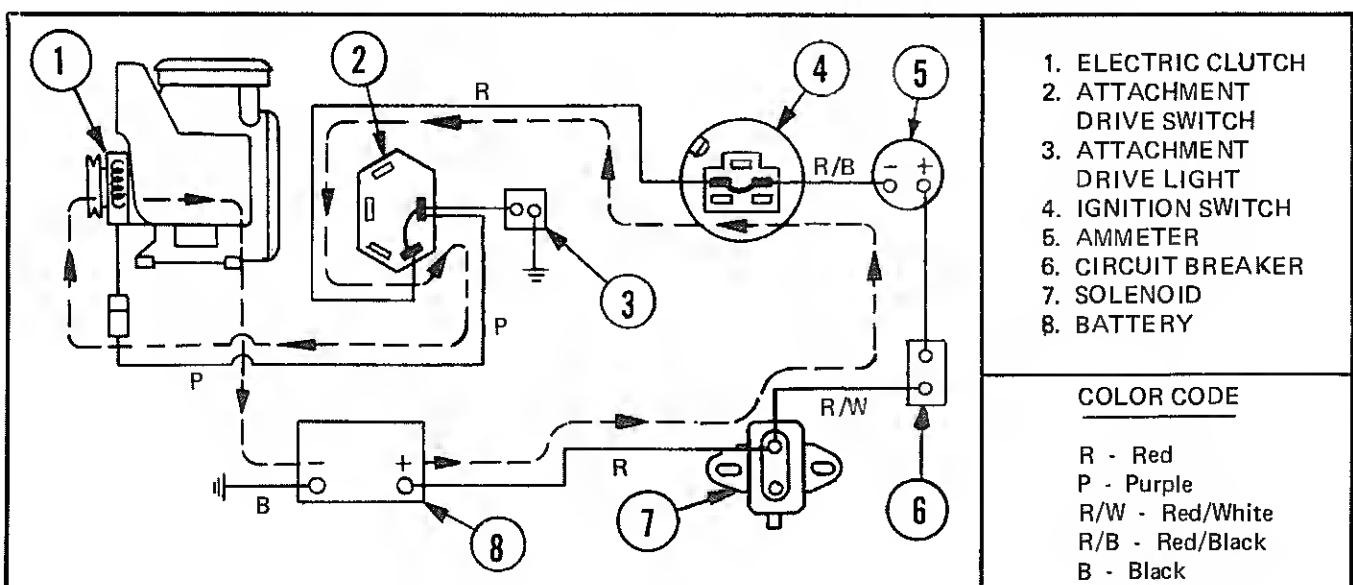 1
2
R
4
5
R/B
- +
3
P
P
R/W
- +
R
B
8
7
6
1. ELECTRIC CLUTCH
2. ATTACHMENT
DRIVE SWITCH
3. ATTACHMENT
DRIVE LIGHT
4. IGNITION SWITCH
5. AMMETER
6. CIRCUIT BREAKER
7. SOLENOID
8. BATTERY
COLOR CODE
R - Red
P - Purple
R/W - Red/White
R/B - Red/Black
B - Black